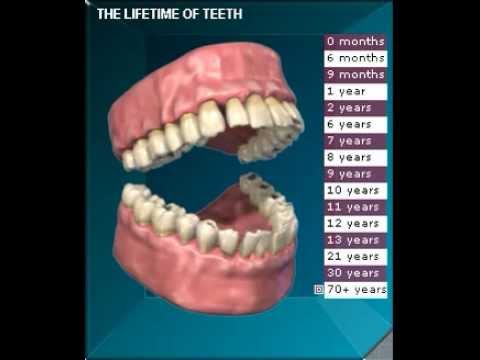 THE LIFETIME OF TEETH
0 months
6 months
9 months
1 year
2 years
6 years
7 years
8 years
9 years
10 years
11 years
12 years
13 years
21 years
30 years
70+ years